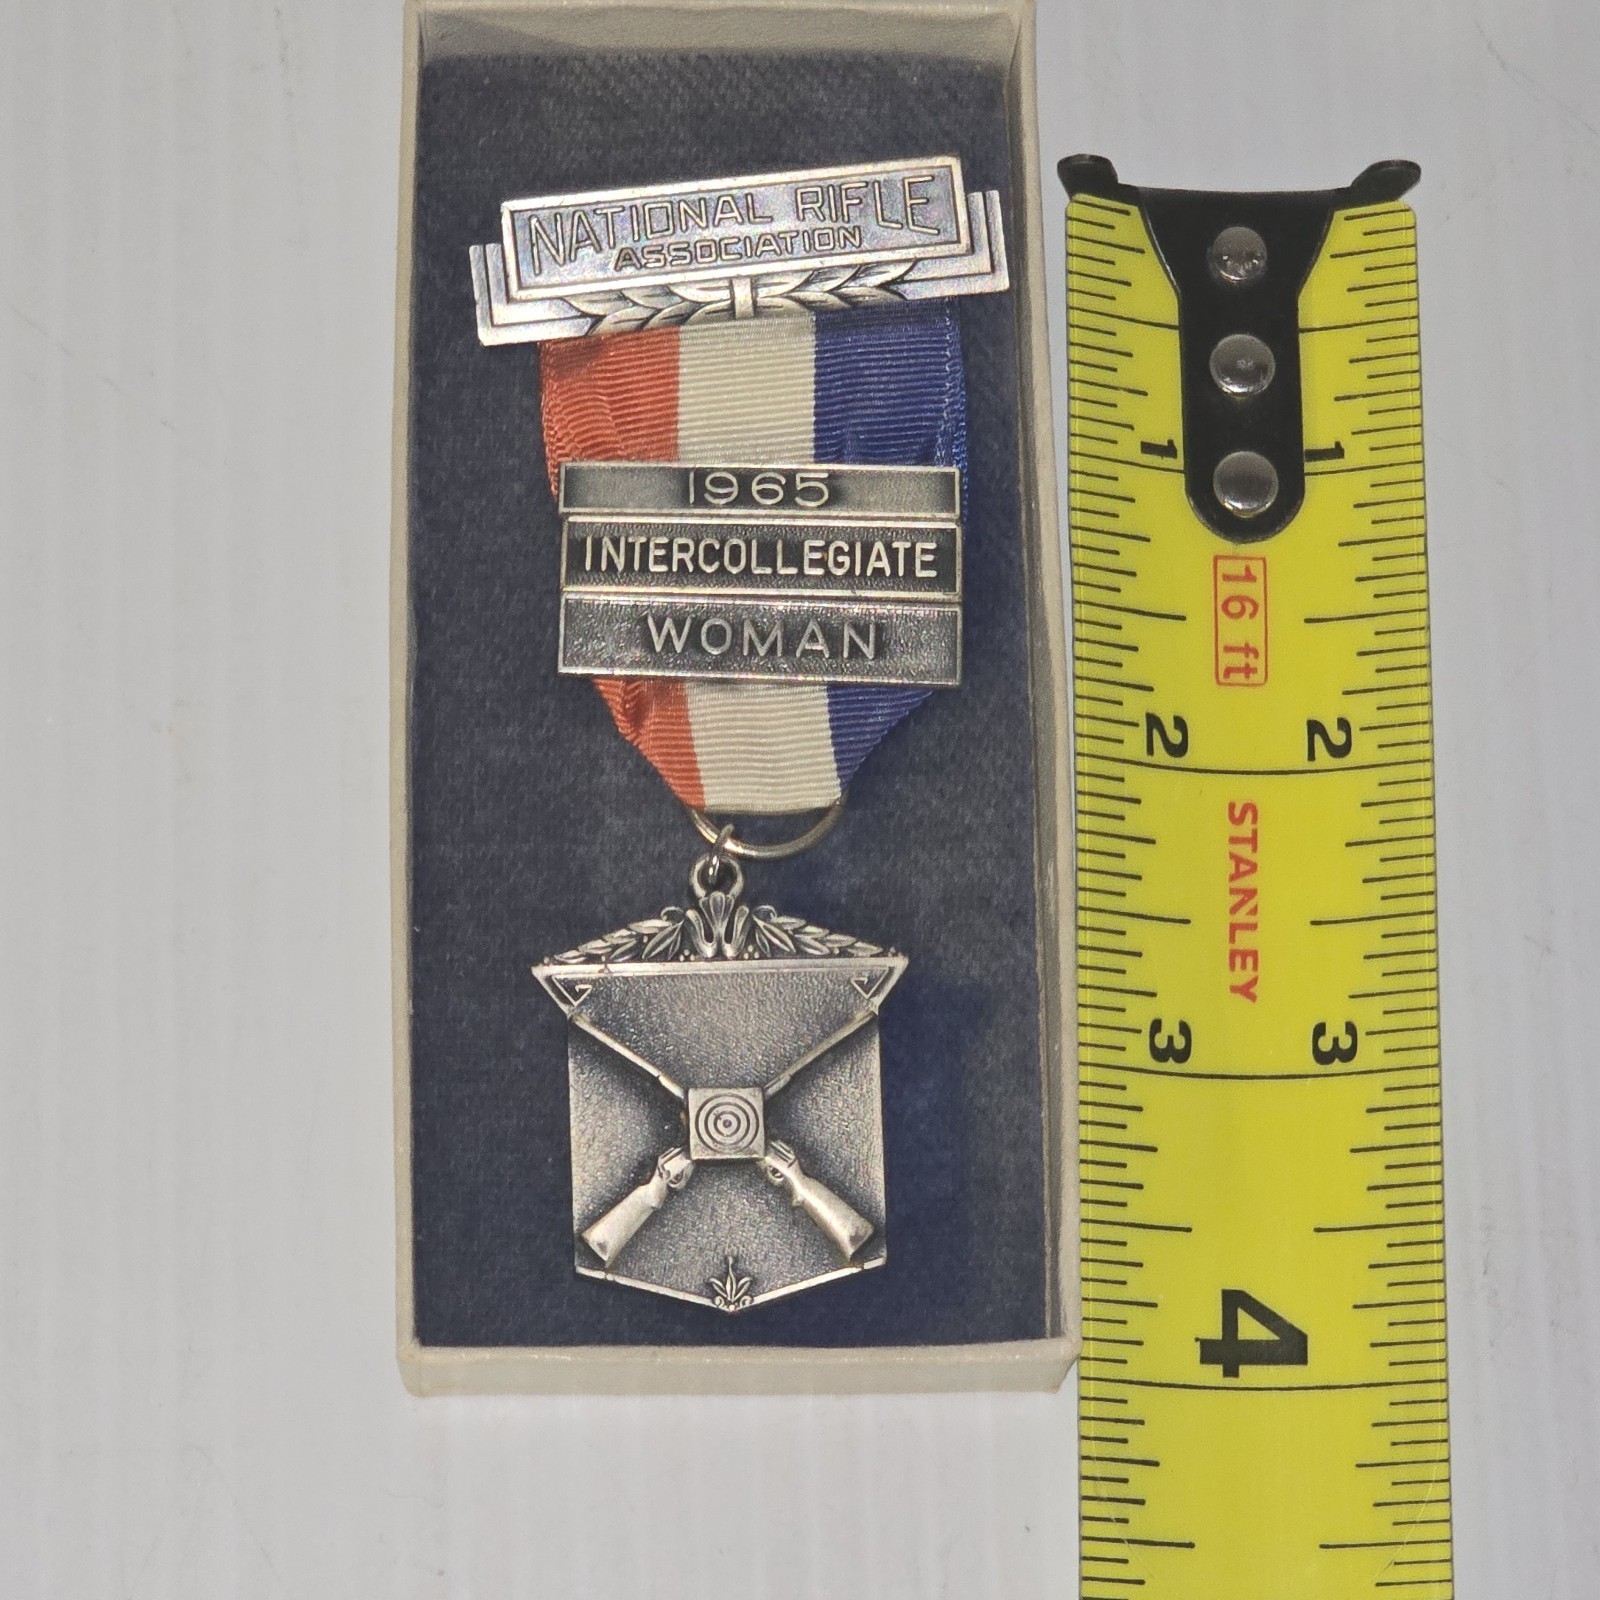 NATIONAL RIFLE
ASSOCIATION
1965
INTERCOLLEGIATE
WOMAN
1 1
16 ft
2 2
STANLEY
3 3
4